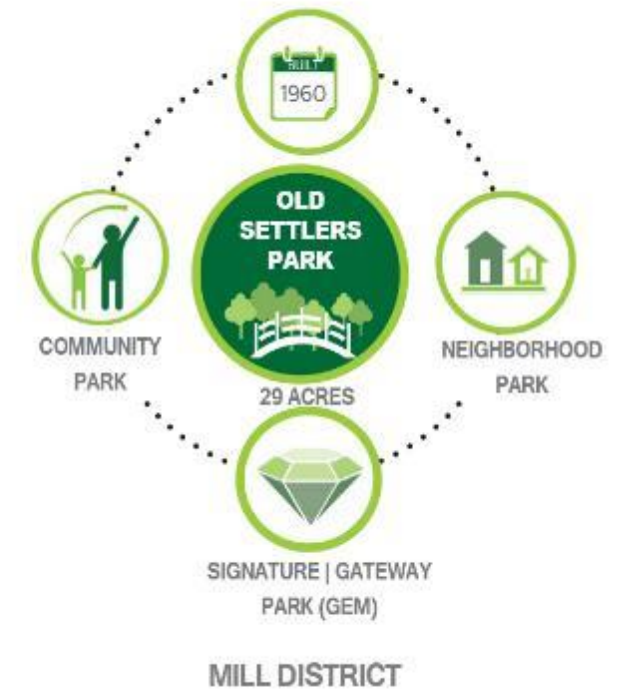 BUILT
1960
OLD
SETTLERS
PARK
29 ACRES
COMMUNITY
PARK
NEIGHBORHOOD
PARK
SIGNATURE | GATEWAY
PARK (GEM)
MILL DISTRICT